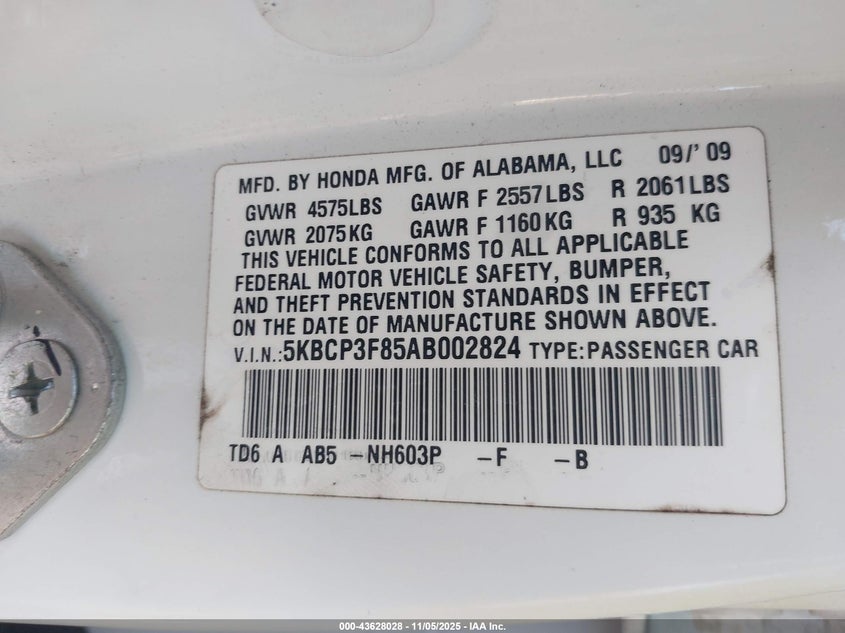 MFD. BY HONDA MFG. OF ALABAMA, LLC 09/'09
GVWR 4575LBS GAWR F 2557LBS R 2061LBS
GVWR 2075KG GAWR F 1160KG R 935 KG
THIS VEHICLE CONFORMS TO ALL APPLICABLE
FEDERAL MOTOR VEHICLE SAFETY, BUMPER,
AND THEFT PREVENTION STANDARDS IN EFFECT
ON THE DATE OF MANUFACTURE SHOWN ABOVE.
V.I.N.:5KBCP3F85AB002824 TYPE:PASSENGER CAR
TD6 A AB5 -NH603P -F -B
000-43628028 - 11/05/2025 - IAA Inc.